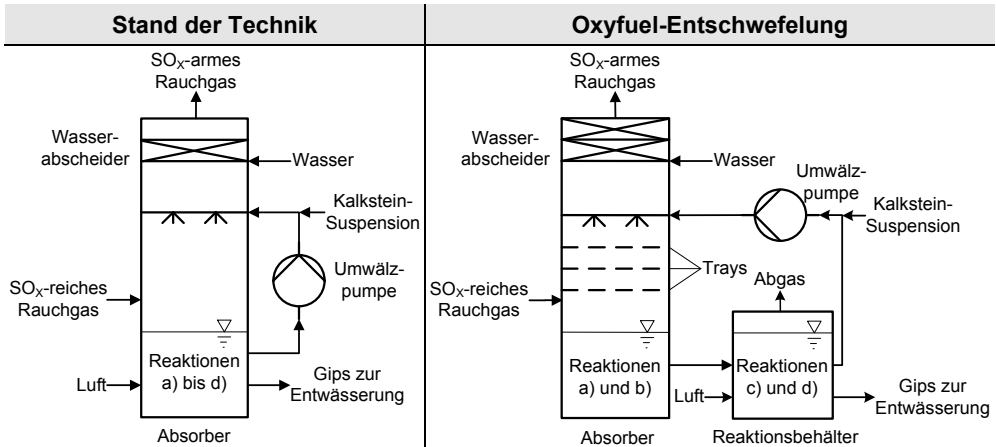 Stand der Technik
Oxyfuel-Entschwefelung
SOX-armes
Rauchgas
Wasser-
abscheider
Wasser
Kalkstein-
Suspension
Umwälz-
pumpe
SOX-reiches
Rauchgas
Reaktionen
a) bis d)
Luft
Gips zur
Entwässerung
Absorber
SOX-armes
Rauchgas
Wasser-
abscheider
Wasser
Umwälz-
pumpe
Kalkstein-
Suspension
Trays
Abgas
SOX-reiches
Rauchgas
Reaktionen
a) und b)
Reaktionen
c) und d)
Luft
Gips zur
Entwässerung
Absorber
Reaktionsbehälter